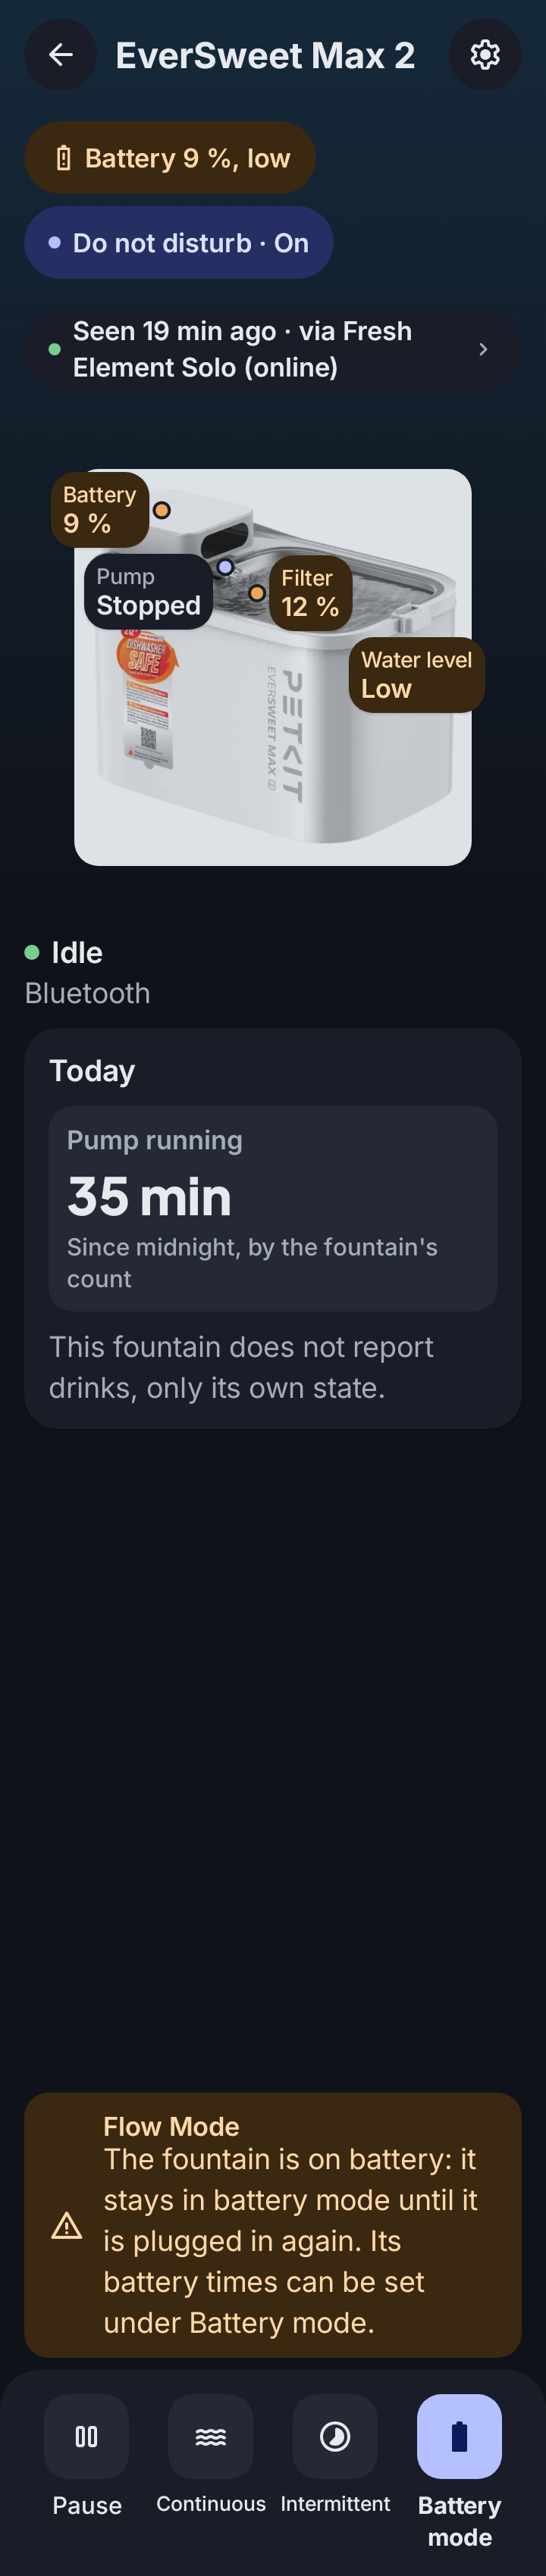 EverSweet Max 2
Battery 9 %, low
Do not disturb · On
Seen 19 min ago · via Fresh
Element Solo (online)
Battery
9 %
Pump
Stopped
Filter
12 %
Water level
Low
DISHWASHER
SAFE
PETKIT
EVERSWEET MAX 2
Idle
Bluetooth
Today
Pump running
35 min
Since midnight, by the fountain's
count
This fountain does not report
drinks, only its own state.
Flow Mode
The fountain is on battery: it
stays in battery mode until it
is plugged in again. Its
battery times can be set
under Battery mode.
Pause
Continuous
Intermittent
Battery
mode